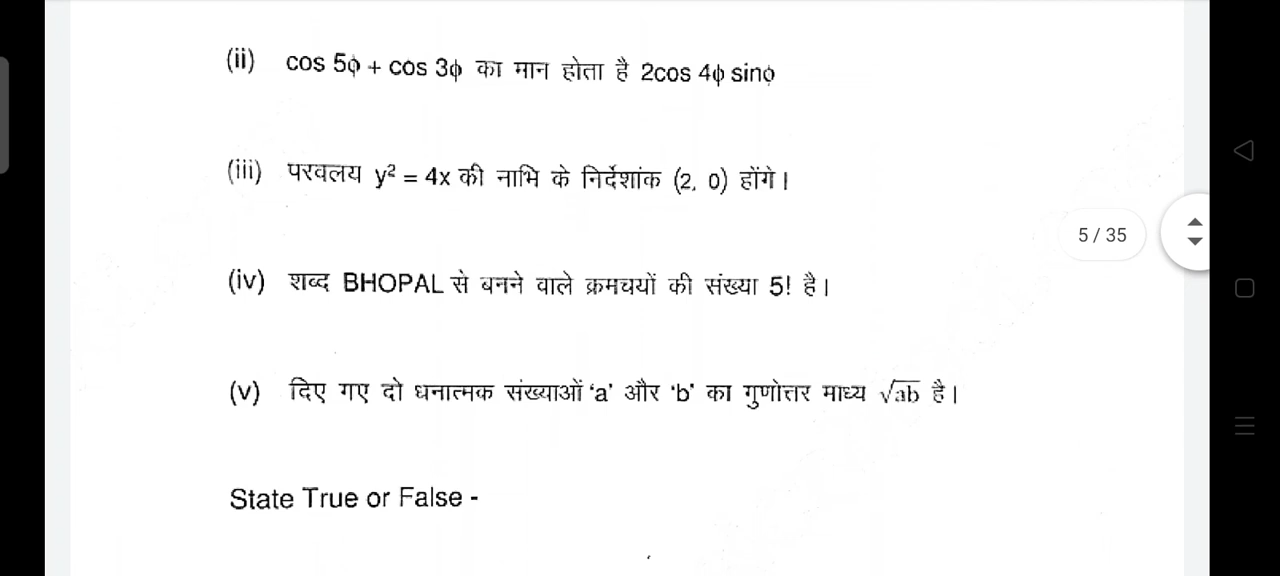 (ii) cos 5ϕ + cos 3ϕ का मान होता है 2cos 4ϕ sinϕ
(iii) परवलय y² = 4x की नाभि के निर्देशांक (2, 0) होंगे।
5 / 35
(iv) शब्द BHOPAL से बनने वाले क्रमचयों की संख्या 5! है।
(v) दिए गए दो धनात्मक संख्याओं ‘a’ और ‘b’ का गुणोत्तर माध्य √ab है।
State True or False -